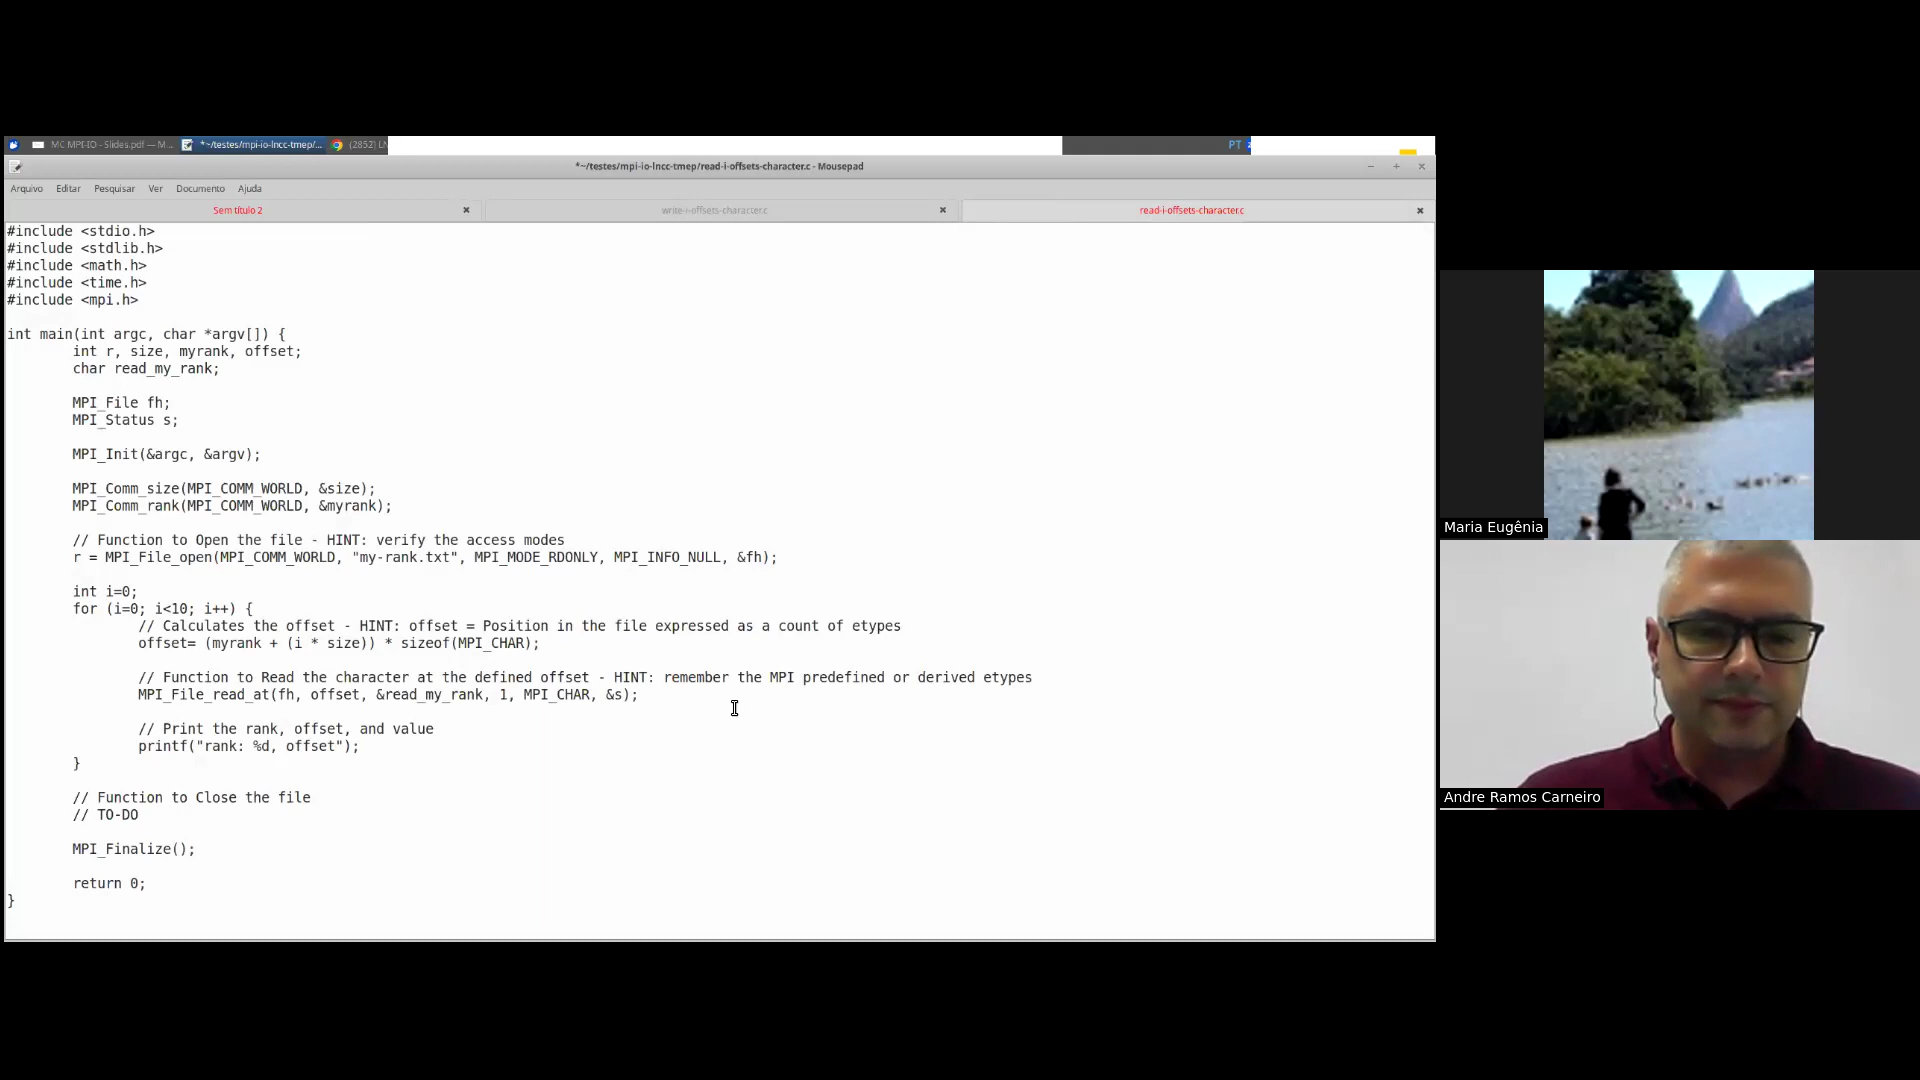 MC MPI-IO - Slides.pdf — M...
*~/testes/mpi-io-lncc-tmep/...
(2852) LN
PT
*~/testes/mpi-io-lncc-tmep/read-i-offsets-character.c - Mousepad
Arquivo Editar Pesquisar Ver Documento Ajuda
Sem título 2
write-i-offsets-character.c
read-i-offsets-character.c
#include <stdio.h>
#include <stdlib.h>
#include <math.h>
#include <time.h>
#include <mpi.h>
int main(int argc, char *argv[]) {
int r, size, myrank, offset;
char read_my_rank;
MPI_File fh;
MPI_Status s;
MPI_Init(&argc, &argv);
MPI_Comm_size(MPI_COMM_WORLD, &size);
MPI_Comm_rank(MPI_COMM_WORLD, &myrank);
// Function to Open the file - HINT: verify the access modes
r = MPI_File_open(MPI_COMM_WORLD, "my-rank.txt", MPI_MODE_RDONLY, MPI_INFO_NULL, &fh);
int i=0;
for (i=0; i<10; i++) {
// Calculates the offset - HINT: offset = Position in the file expressed as a count of etypes
offset= (myrank + (i * size)) * sizeof(MPI_CHAR);
// Function to Read the character at the defined offset - HINT: remember the MPI predefined or derived etypes
MPI_File_read_at(fh, offset, &read_my_rank, 1, MPI_CHAR, &s);
// Print the rank, offset, and value
printf("rank: %d, offset");
}
// Function to Close the file
// TO-DO
MPI_Finalize();
return 0;
}
Maria Eugênia
Andre Ramos Carneiro